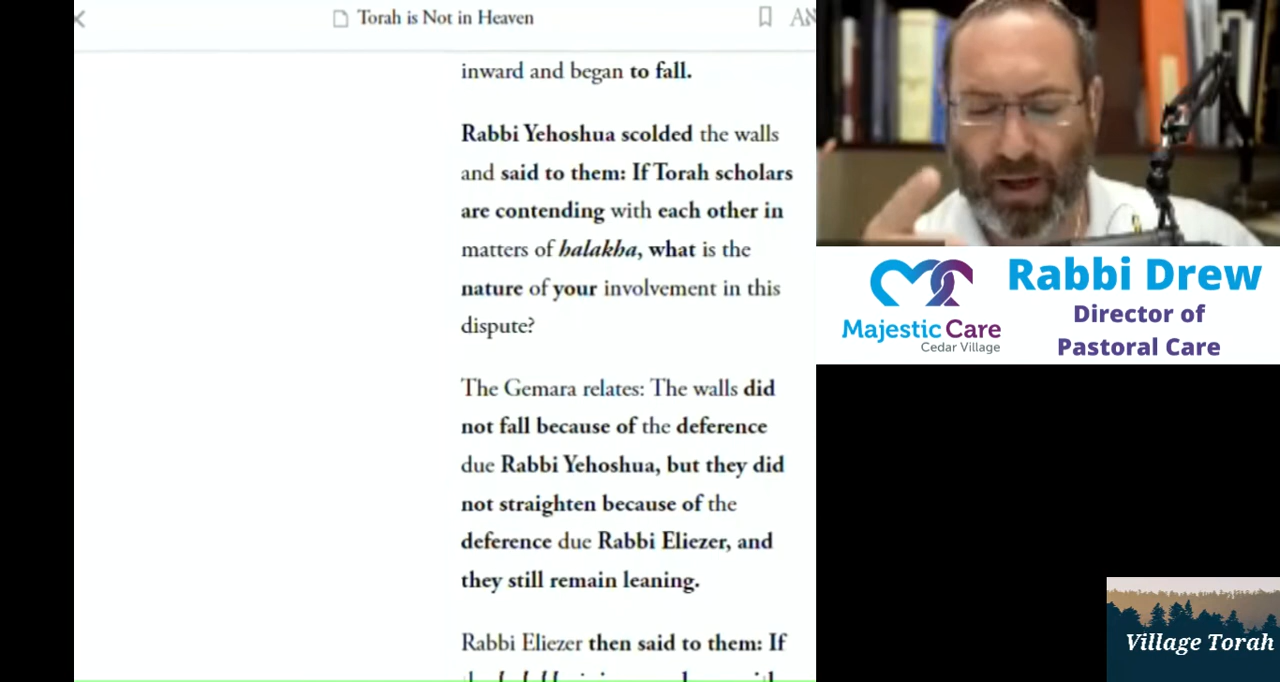 Torah is Not in Heaven
inward and began to fall.
Rabbi Yehoshua scolded the walls
and said to them: If Torah scholars
are contending with each other in
matters of halakha, what is the
nature of your involvement in this
dispute?
The Gemara relates: The walls did
not fall because of the deference
due Rabbi Yehoshua, but they did
not straighten because of the
deference due Rabbi Eliezer, and
they still remain leaning.
Rabbi Eliezer then said to them: If
Rabbi Drew
Director of
Pastoral Care
Majestic Care
Cedar Village
Village Torah